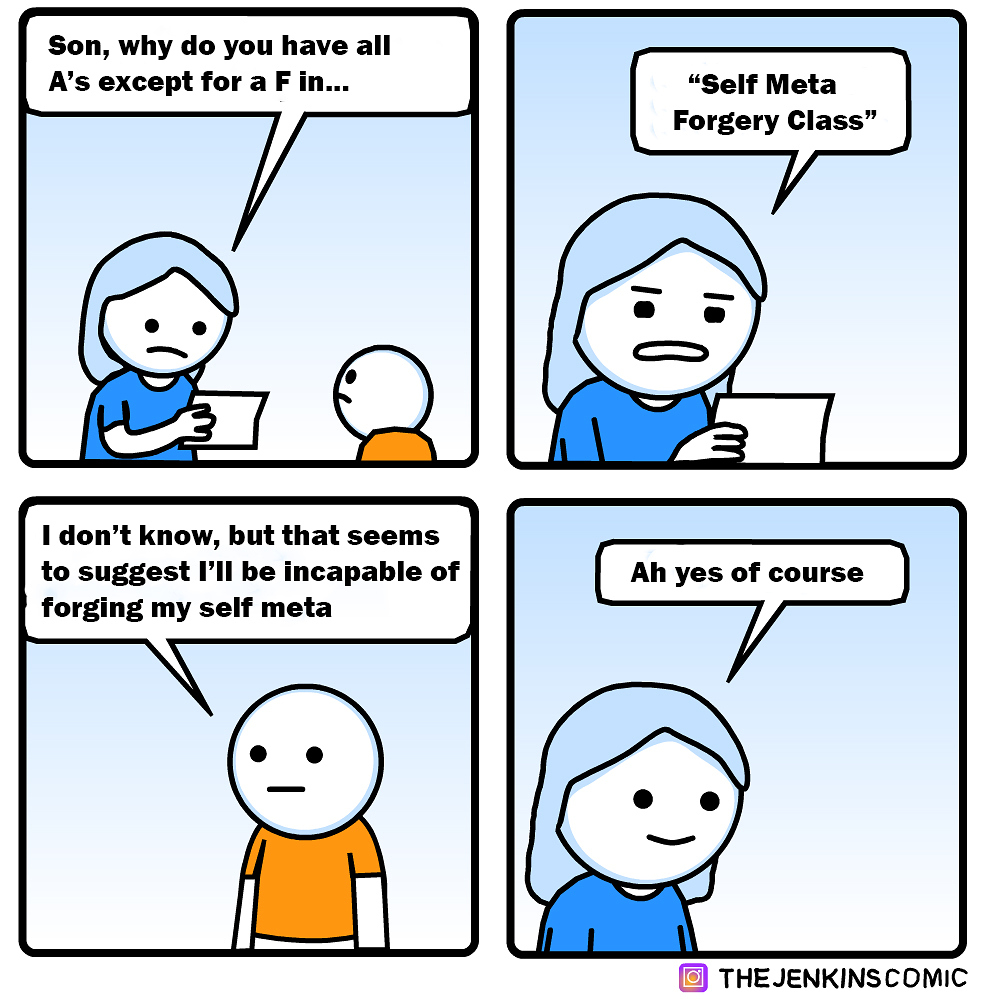 Son, why do you have all
A’s except for a F in...
“Self Meta
Forgery Class”
I don’t know, but that seems
to suggest I’ll be incapable of
forging my self meta
Ah yes of course
THEJENKINSCOMIC